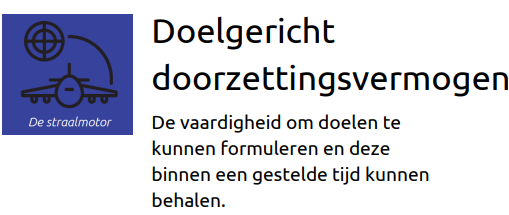 Doelgericht
doorzettingsvermogen
De straalmotor
De vaardigheid om doelen te
kunnen formuleren en deze
binnen een gestelde tijd kunnen
behalen.